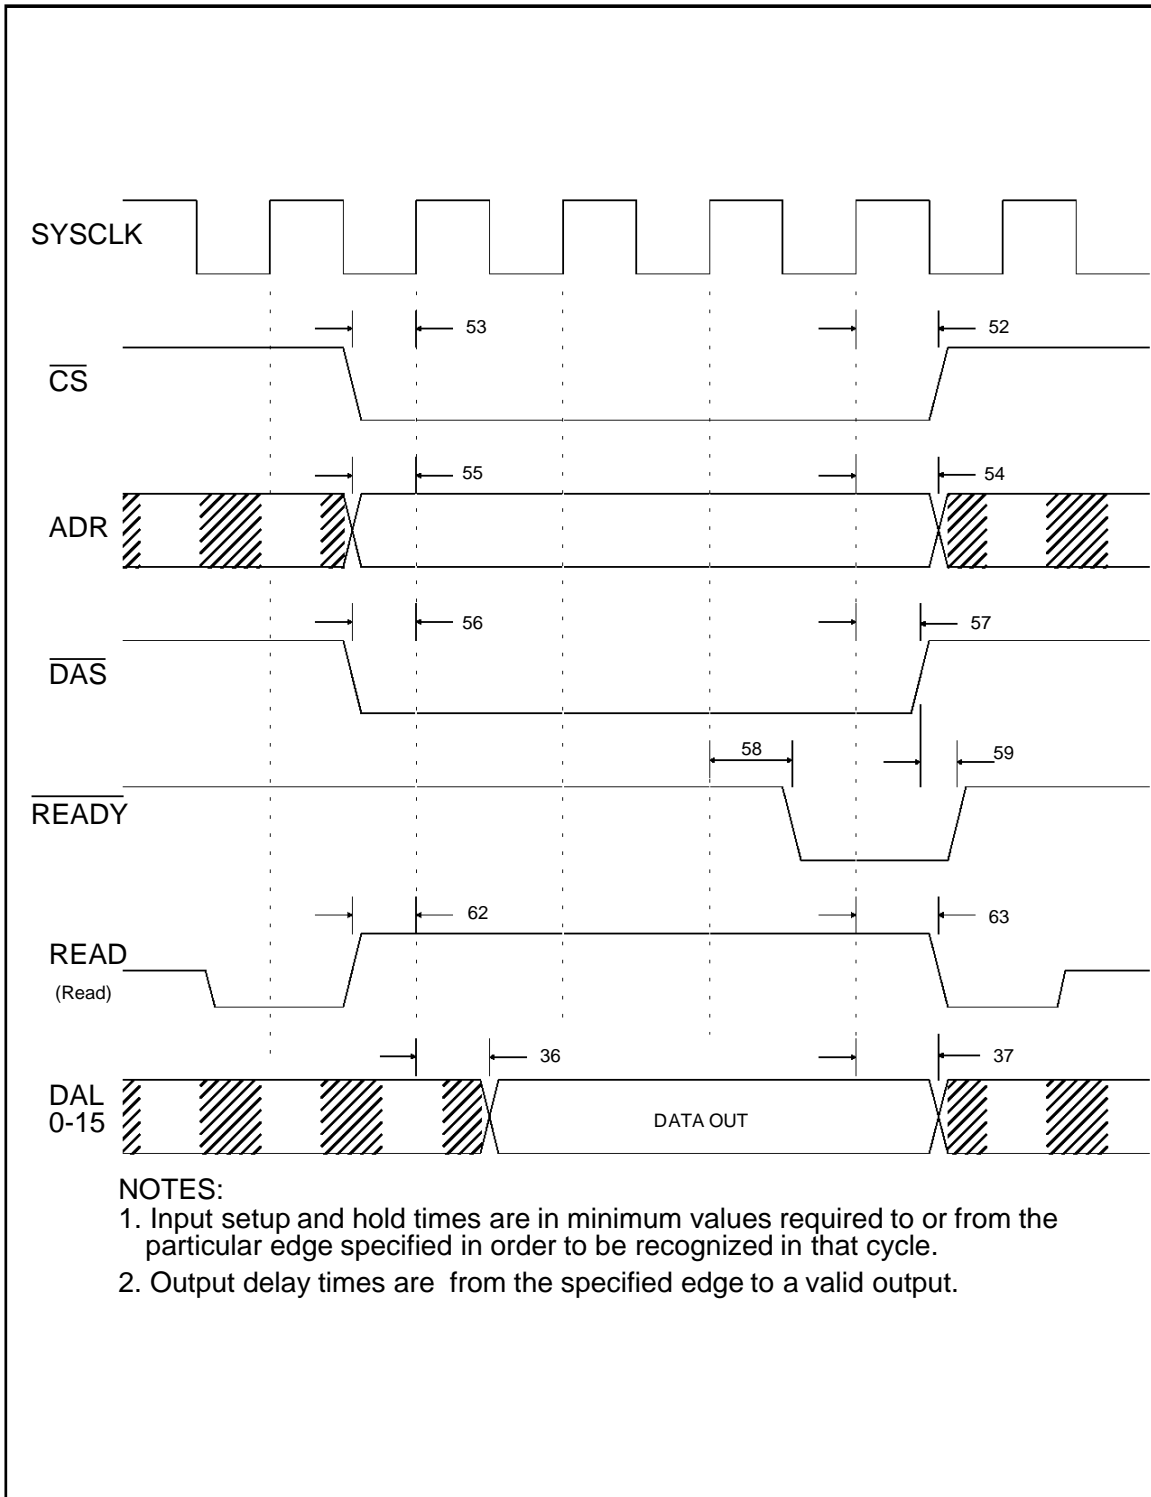 SYSCLK
53
52
CS
55
54
ADR
56
57
DAS
58
59
READY
62
63
READ
(Read)
36
37
DAL
0-15
DATA OUT
NOTES:
1. Input setup and hold times are in minimum values required to or from the
particular edge specified in order to be recognized in that cycle.
2. Output delay times are from the specified edge to a valid output.